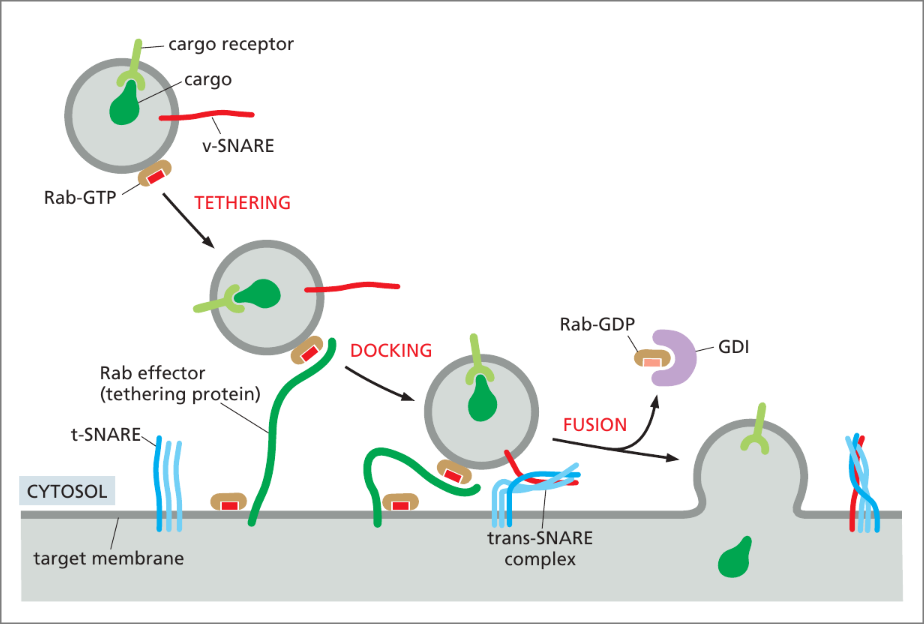 cargo receptor
cargo
v-SNARE
Rab-GTP
TETHERING
Rab-GDP
GDI
DOCKING
Rab effector
(tethering protein)
FUSION
t-SNARE
CYTOSOL
trans-SNARE
complex
target membrane